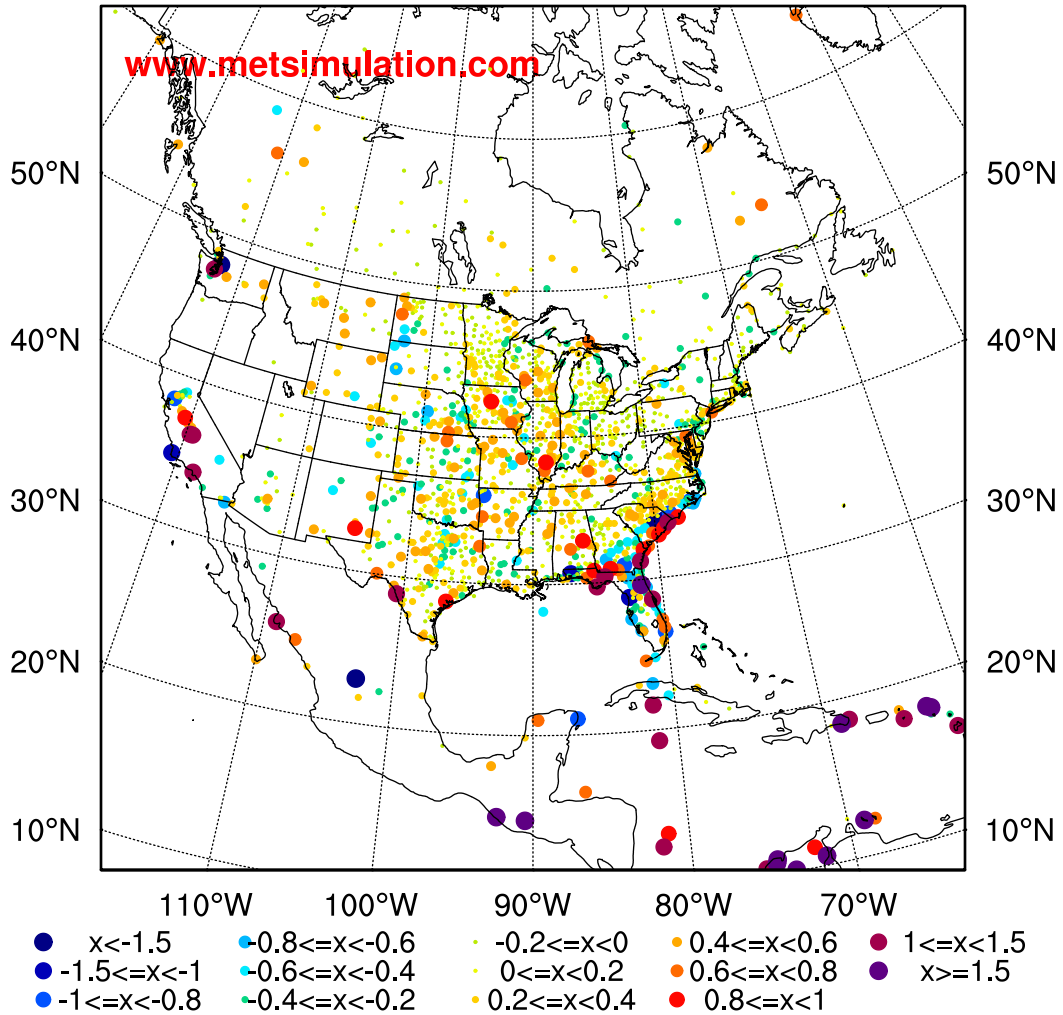 www.metsimulation.com
50°N 50°N
40°N 40°N
30°N 30°N
20°N 20°N
10°N 10°N
110°W 100°W 90°W 80°W 70°W
x<-1.5 -0.8<=x<-0.6 -0.2<=x<0 0.4<=x<0.6 1<=x<1.5
-1.5<=x<-1 -0.6<=x<-0.4 0<=x<0.2 0.6<=x<0.8 x>=1.5
-1<=x<-0.8 -0.4<=x<-0.2 0.2<=x<0.4 0.8<=x<1